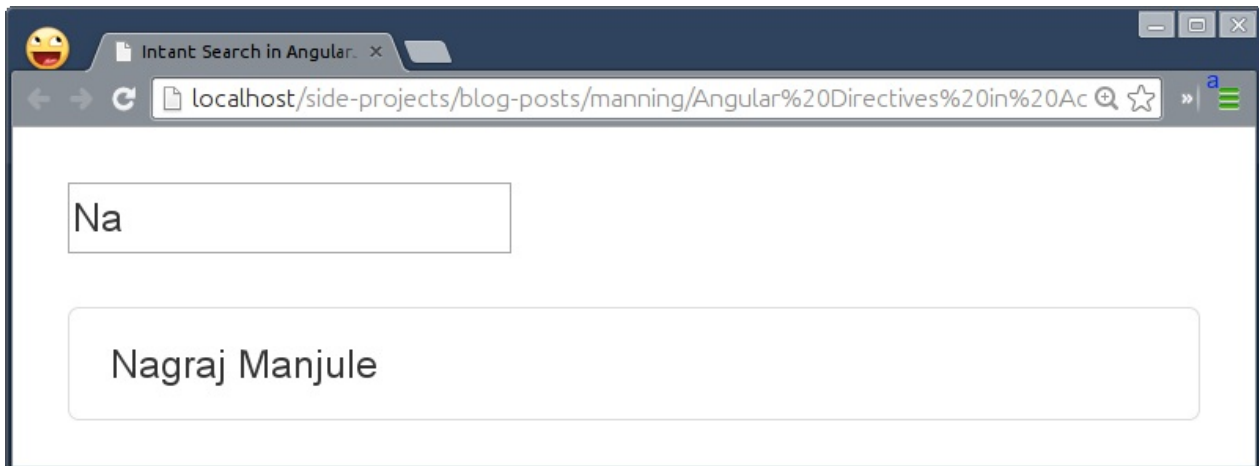 Intant Search in Angular.
localhost/side-projects/blog-posts/manning/Angular%20Directives%20in%20Ac
a
Na
Nagraj Manjule